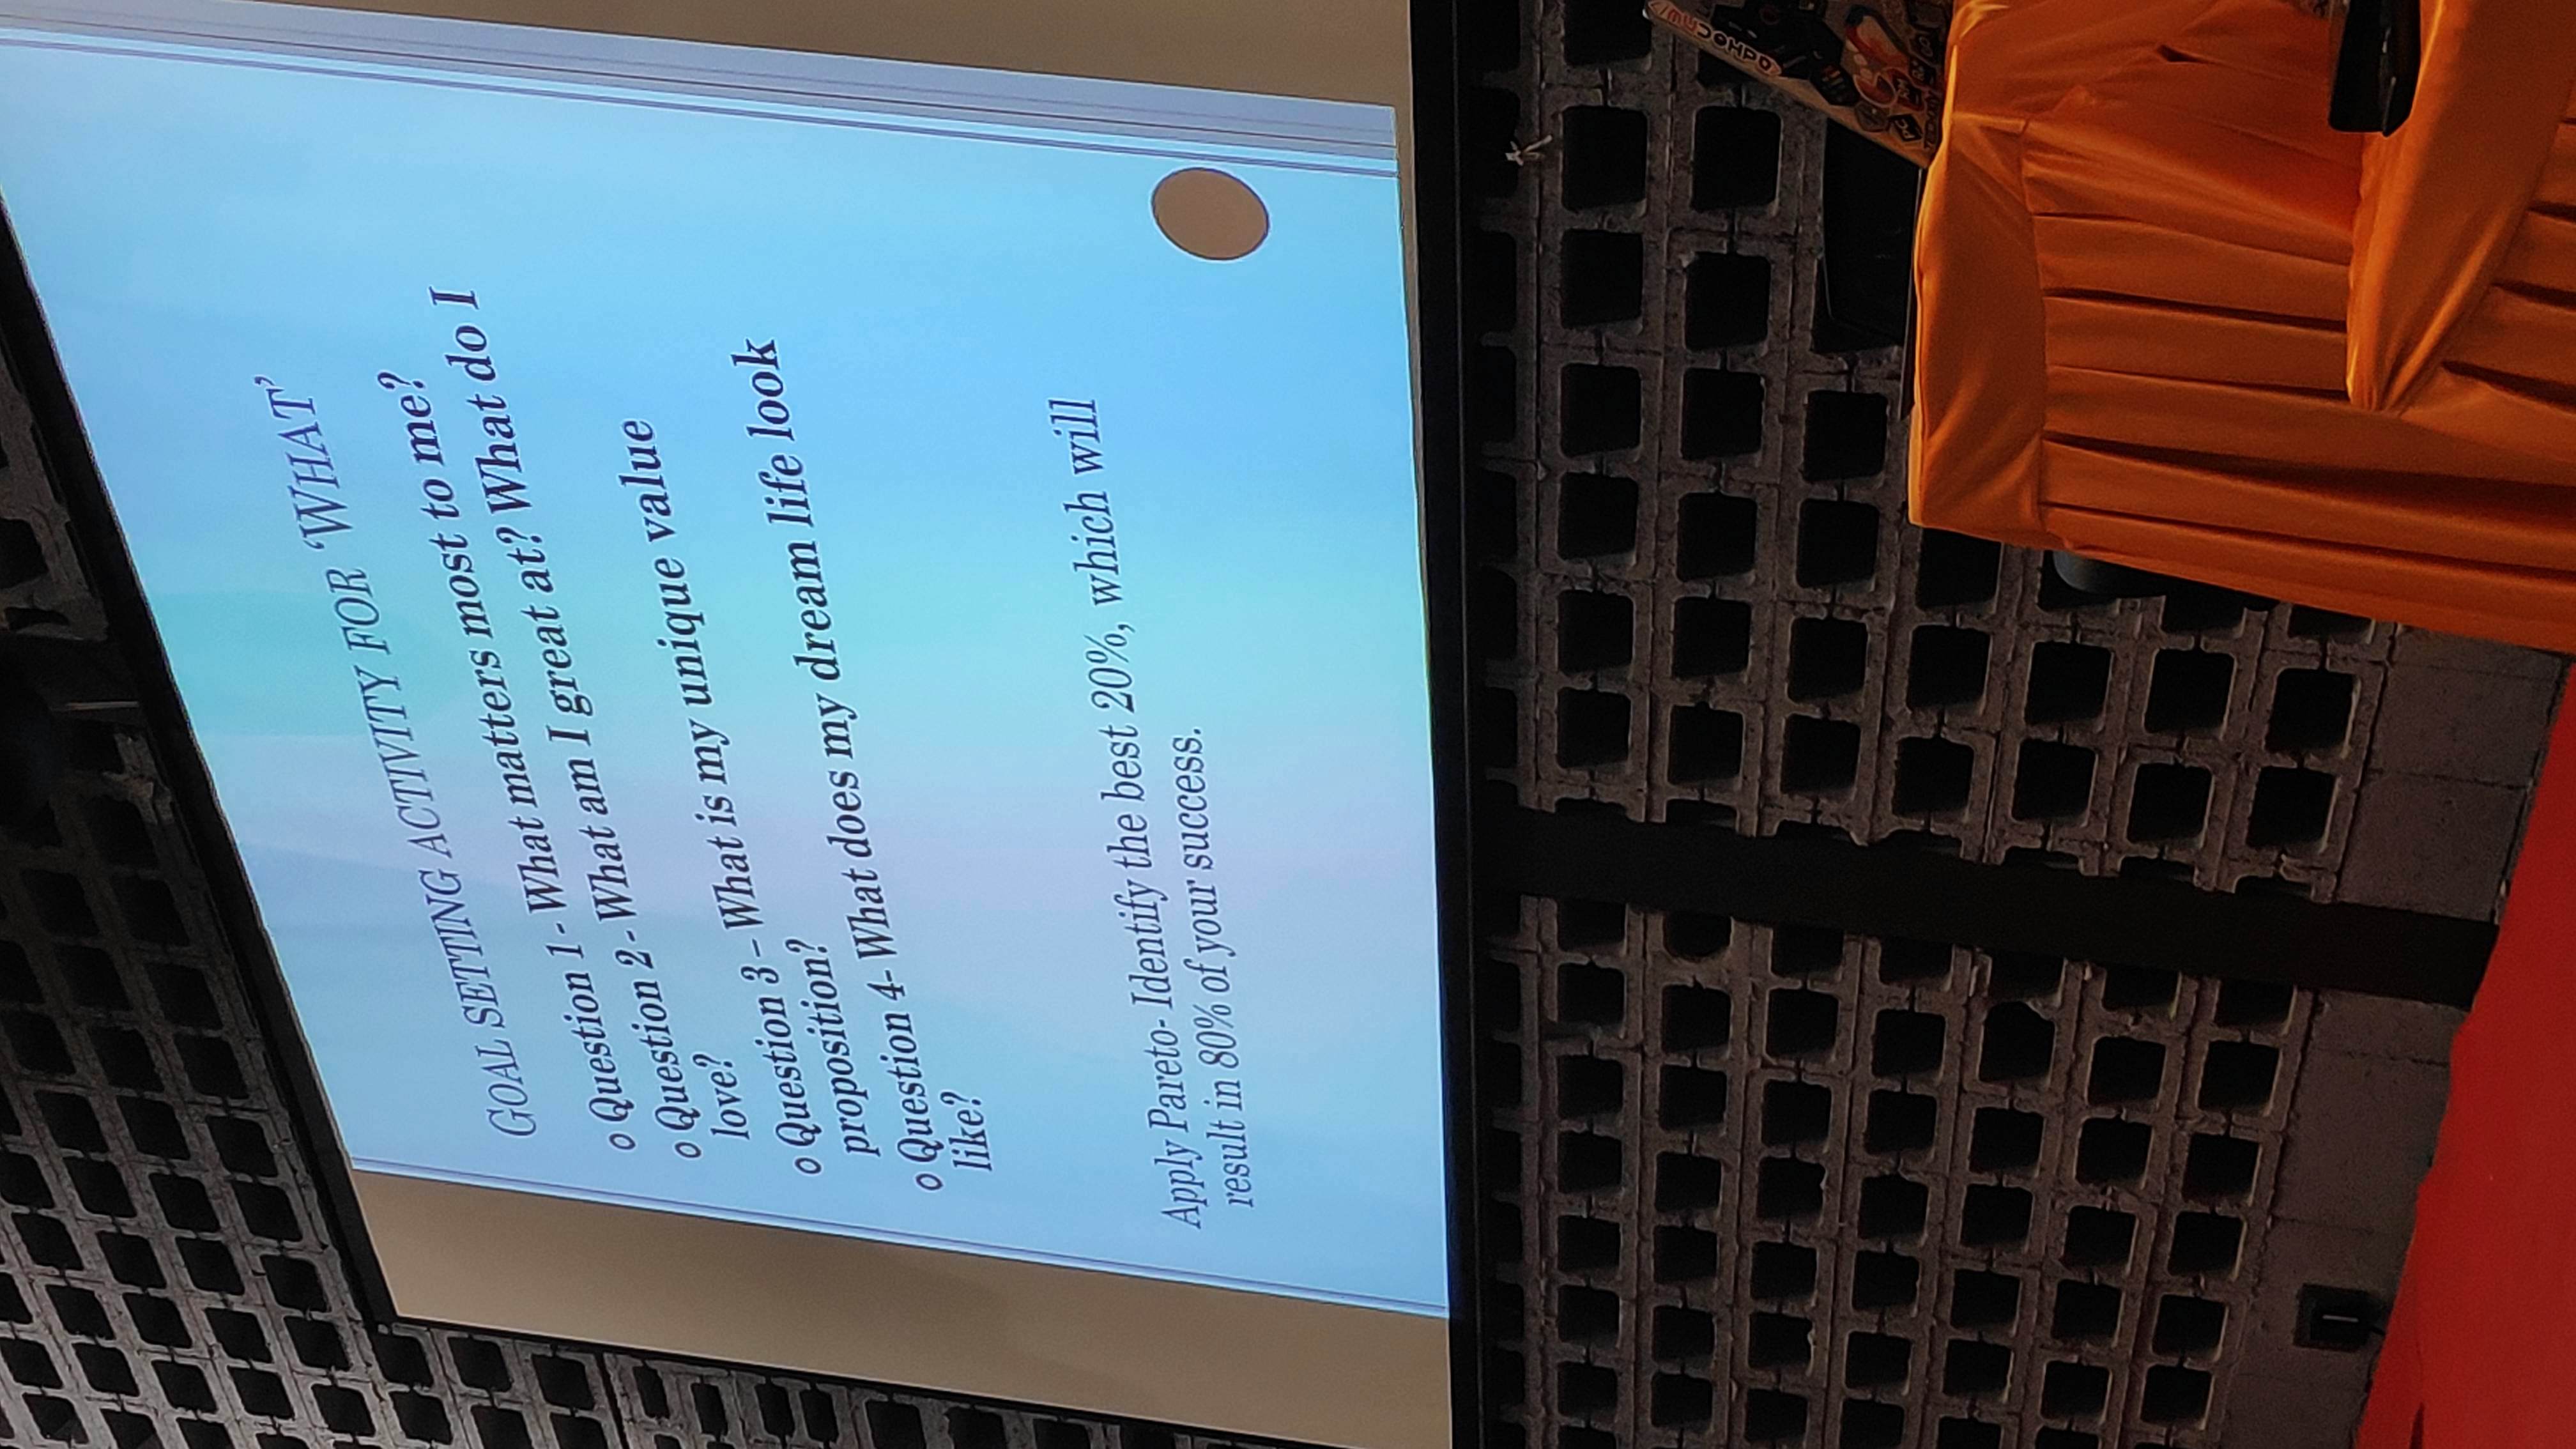 GOAL SETTING ACTIVITY FOR ‘WHAT’
o Question 1 - What matters most to me?
o Question 2 - What am I great at? What do I
love?
o Question 3 – What is my unique value
proposition?
o Question 4- What does my dream life look
like?
Apply Pareto- Identify the best 20%, which will
result in 80% of your success.